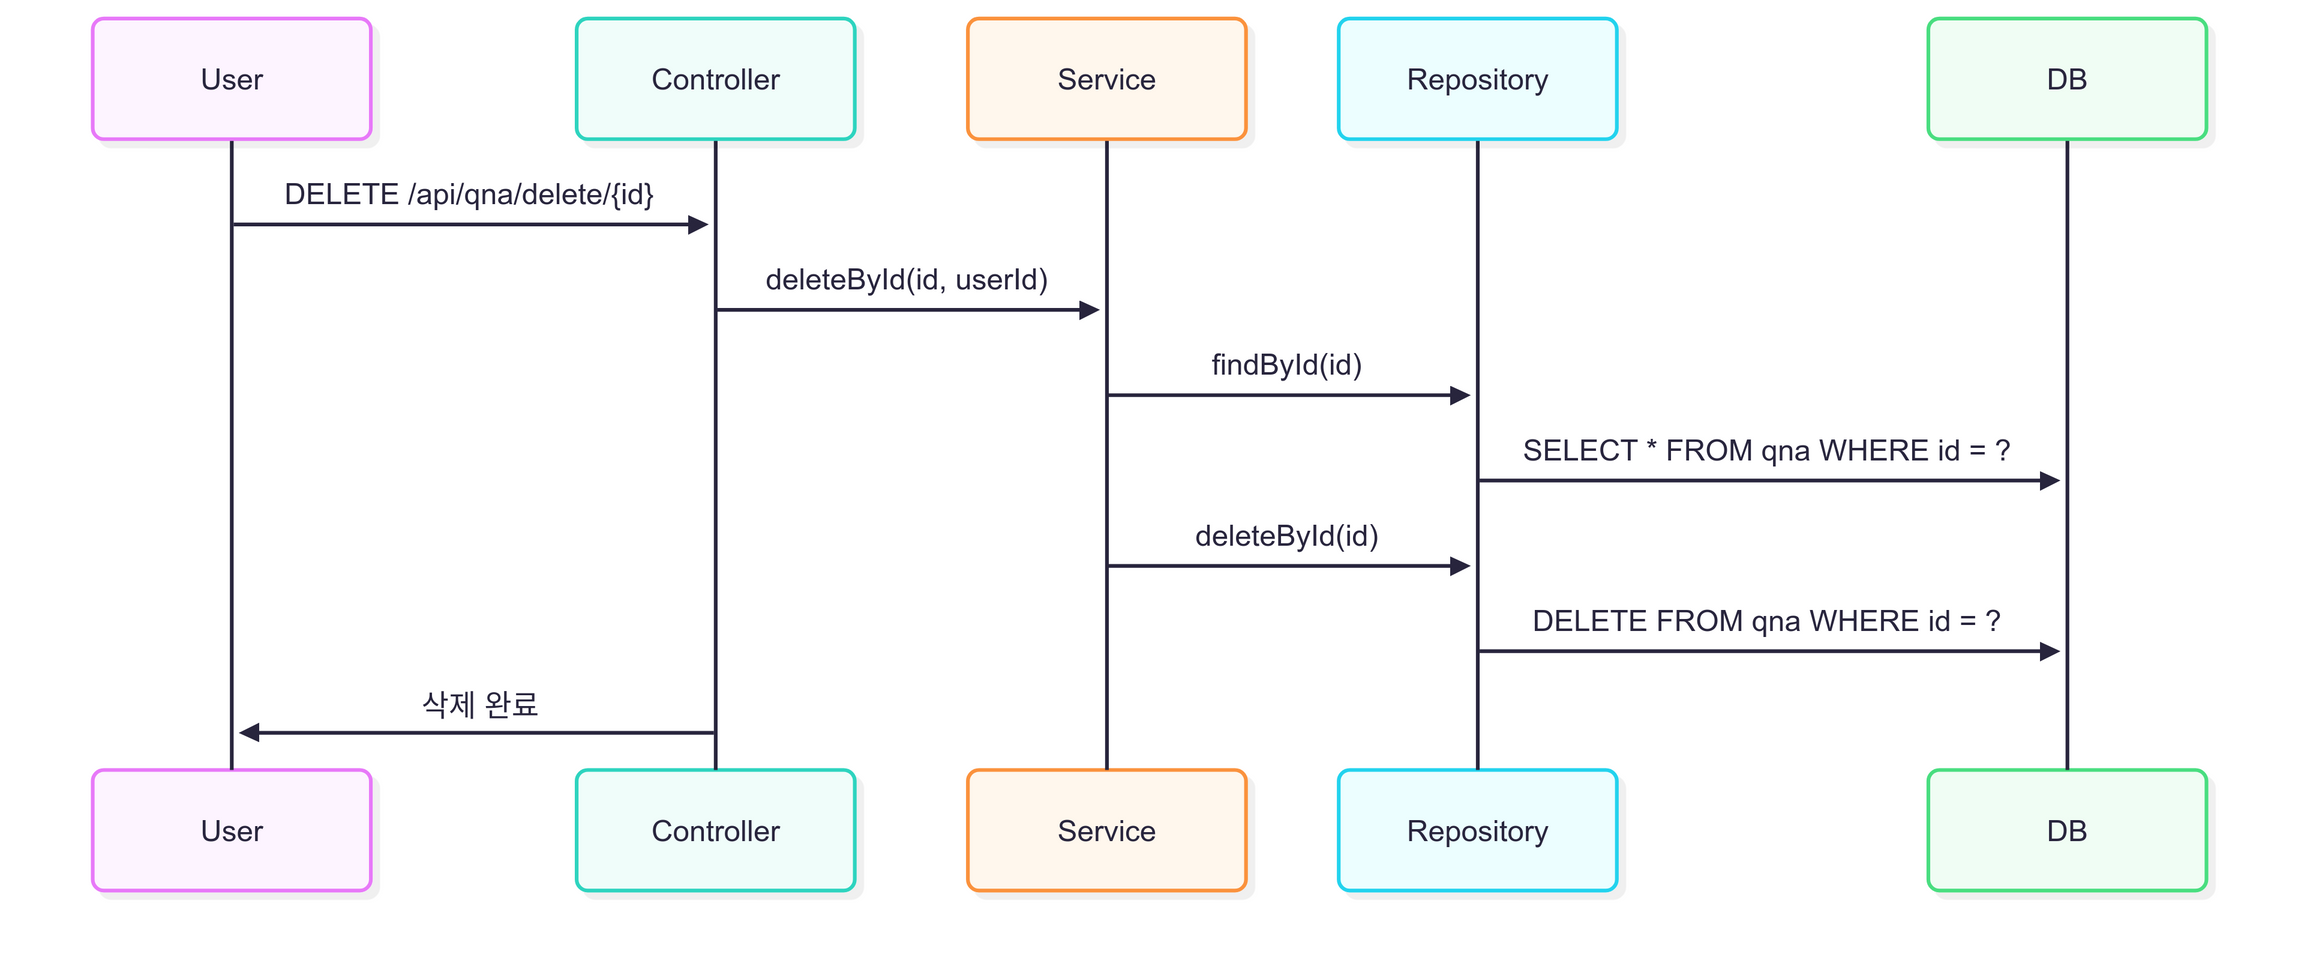 User
Controller
Service
Repository
DB
DELETE /api/qna/delete/{id}
deleteById(id, userId)
findById(id)
SELECT * FROM qna WHERE id = ?
deleteById(id)
DELETE FROM qna WHERE id = ?
삭제 완료
User
Controller
Service
Repository
DB